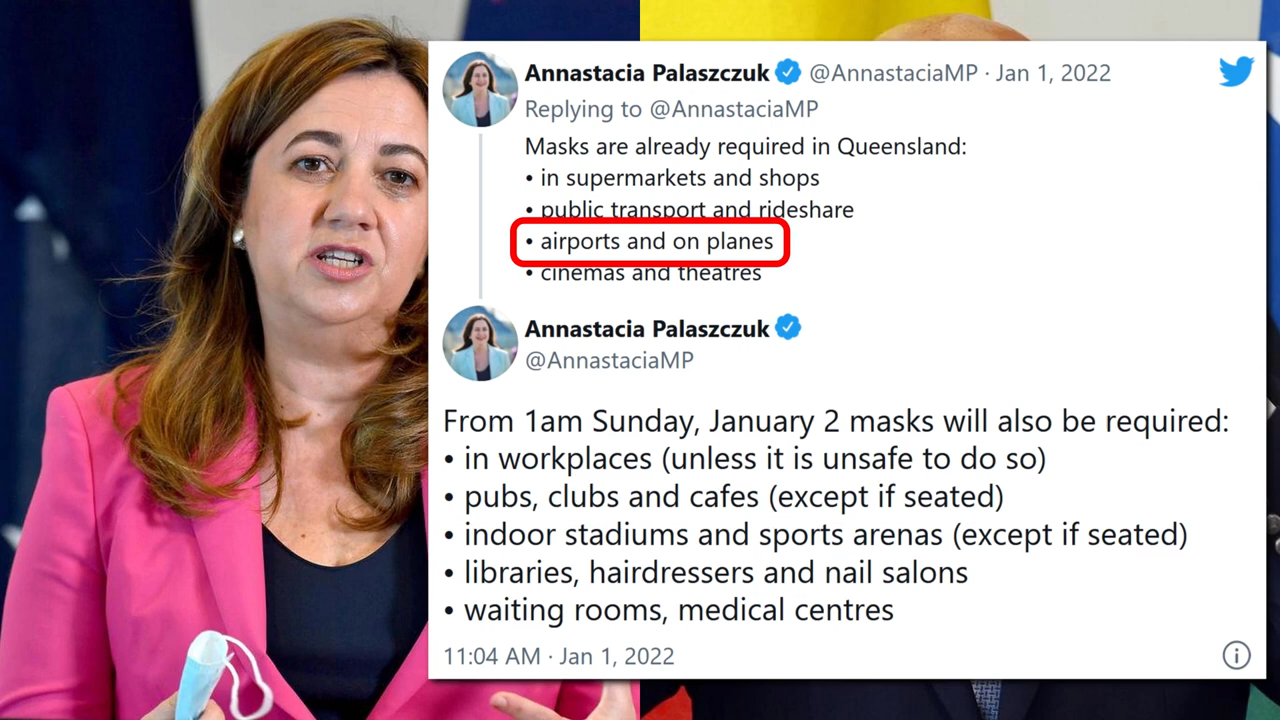 Annastacia Palaszczuk @AnnastaciaMP · Jan 1, 2022
Replying to @AnnastaciaMP
Masks are already required in Queensland:
• in supermarkets and shops
• public transport and rideshare
• airports and on planes
• cinemas and theatres
Annastacia Palaszczuk
@AnnastaciaMP
From 1am Sunday, January 2 masks will also be required:
• in workplaces (unless it is unsafe to do so)
• pubs, clubs and cafes (except if seated)
• indoor stadiums and sports arenas (except if seated)
• libraries, hairdressers and nail salons
• waiting rooms, medical centres
11:04 AM · Jan 1, 2022